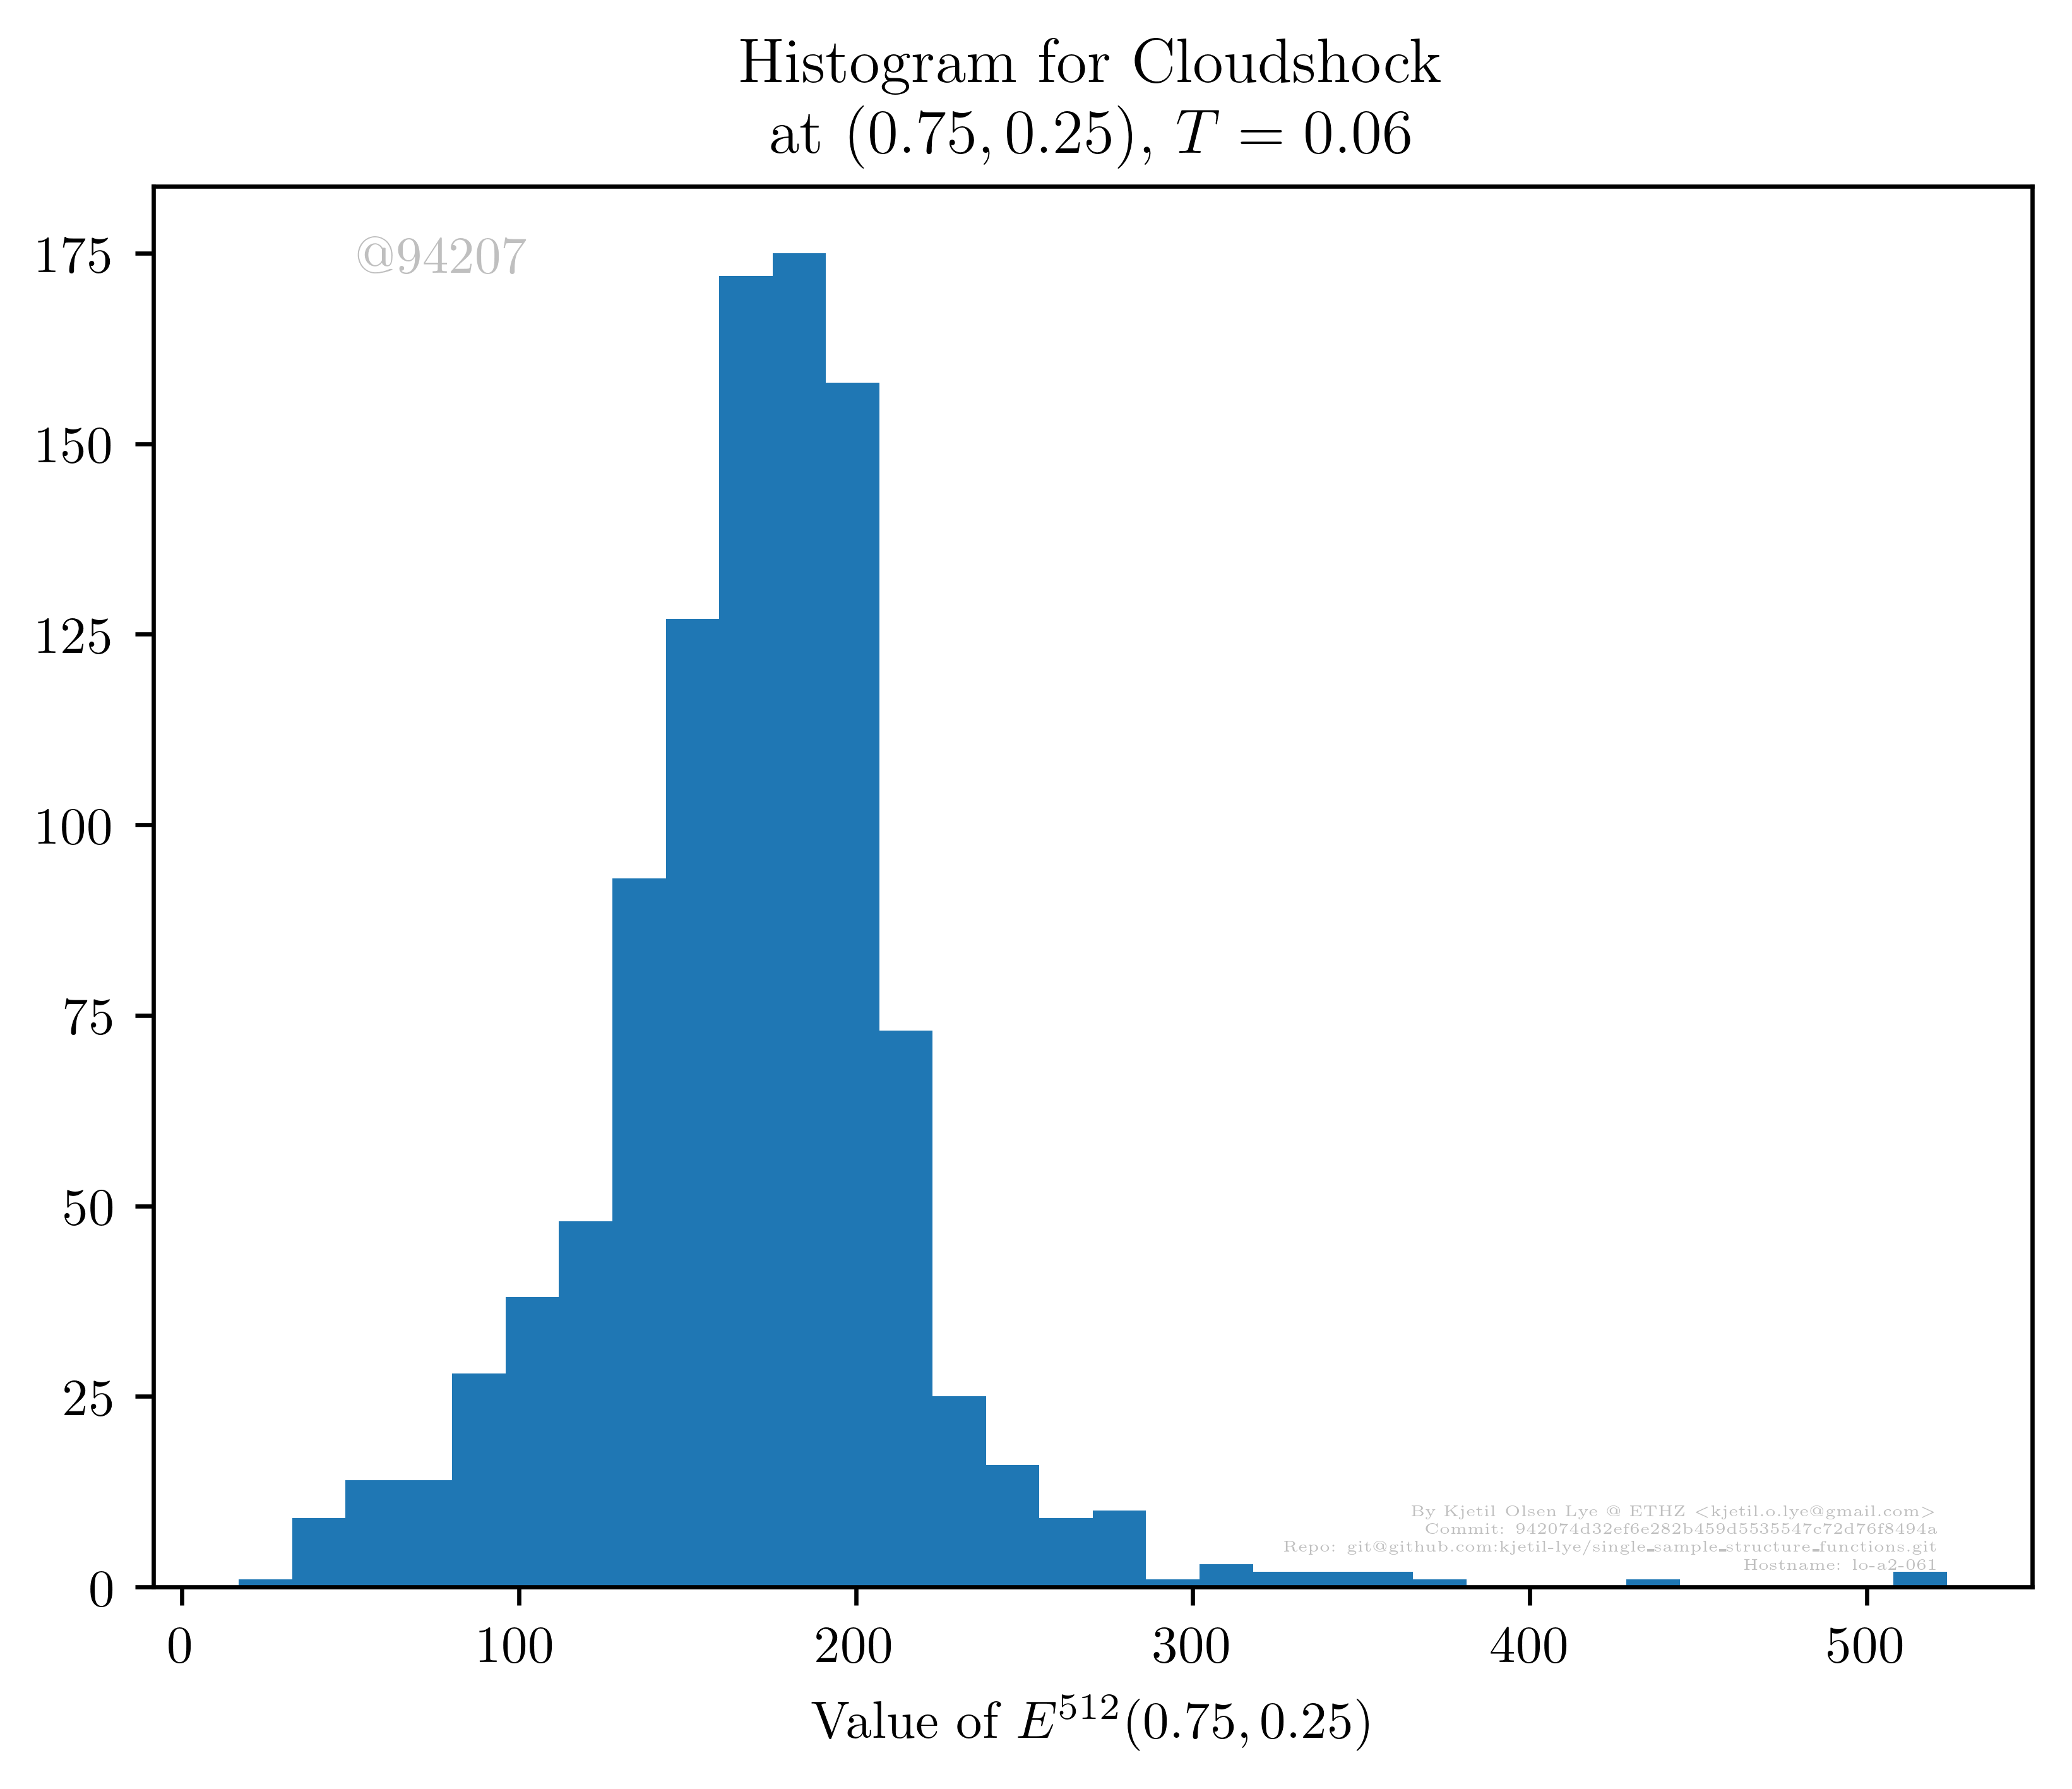 Histogram for Cloudshock
at (0.75, 0.25), T = 0.06
@94207
175
150
125
100
75
50
25
0
By Kjetil Olsen Lye @ ETHZ <kjetil.o.lye@gmail.com>
Commit: 942074d32ef6e282b459d5535547c72d76f8494a
Repo: git@github.com:kjetil-lye/single_sample_structure_functions.git
Hostname: lo-a2-061
0 100 200 300 400 500
Value of E^512(0.75, 0.25)